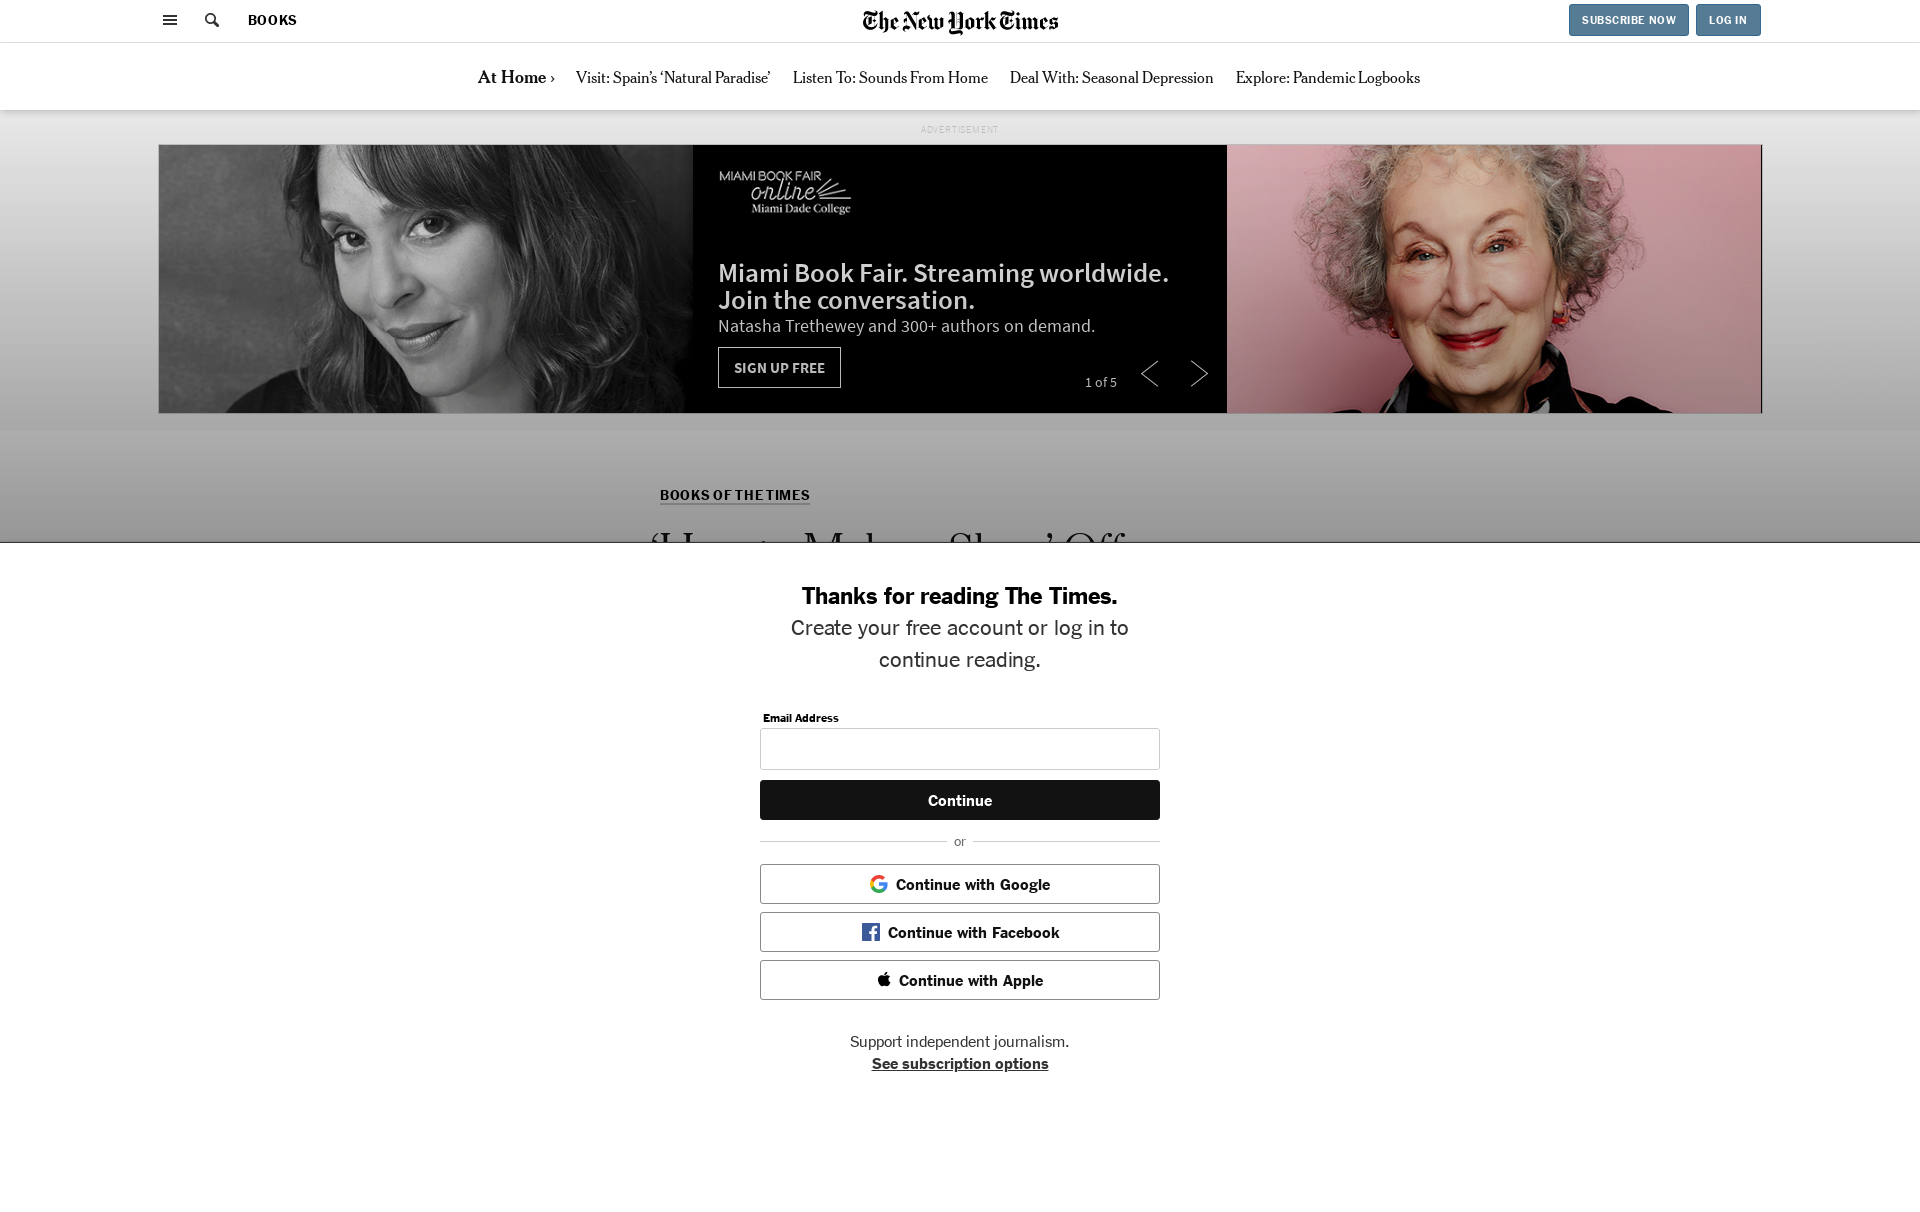 BOOKS
The New York Times
SUBSCRIBE NOW
LOG IN
At Home ›
Visit: Spain’s ‘Natural Paradise’
Listen To: Sounds From Home
Deal With: Seasonal Depression
Explore: Pandemic Logbooks
ADVERTISEMENT
MIAMI BOOK FAIR
online
Miami Dade College
Miami Book Fair. Streaming worldwide.
Join the conversation.
Natasha Trethewey and 300+ authors on demand.
SIGN UP FREE
1 of 5
BOOKS OF THE TIMES
Thanks for reading The Times.
Create your free account or log in to
continue reading.
Email Address
Continue
or
Continue with Google
Continue with Facebook
Continue with Apple
Support independent journalism.
See subscription options